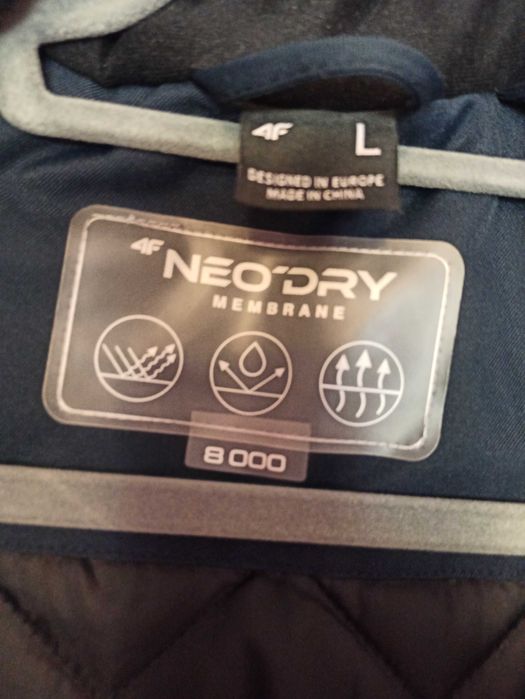 4F L
DESIGNED IN EUROPE
MADE IN CHINA
4F NEO DRY
MEMBRANE
8 000